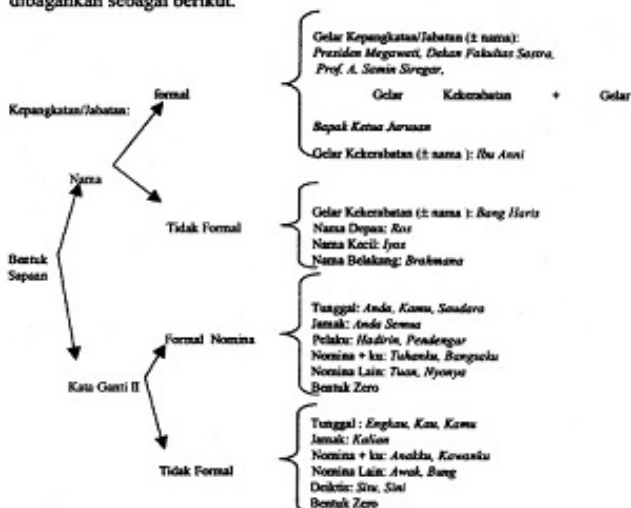 dibagankan sebagai berikut.
Gelar Kepangkatan/Jabatan (± nama):
Presiden Megawati, Dekan Fakultas Sastra,
Prof. A. Samin Siregar,
formal
Gelar Kekerabatan + Gelar
Kepangkatan/Jabatan:
Bapak Ketua Jurusan
Gelar Kekerabatan (± nama ): Ibu Anni
Nama
Gelar Kekerabatan (± nama ): Bang Haris
Tidak Formal
Nama Depan: Ros
Nama Kecil: Iyos
Nama Belakang: Brahmana
Bentuk
Sapaan
Tunggal: Anda, Kamu, Saudara
Jamak: Anda Semua
Formal Nomina
Pelaku: Hadirin, Pendengar
Nomina + ku: Tuhanku, Bangsaku
Nomina Lain: Tuan, Nyonya
Kata Ganti II
Bentuk Zero
Tunggal : Engkau, Kau, Kamu
Jamak: Kalian
Nomina + ku: Anakku, Kawanku
Tidak Formal
Nomina Lain: Awak, Bung
Deiktis: Situ, Sini
Bentuk Zero